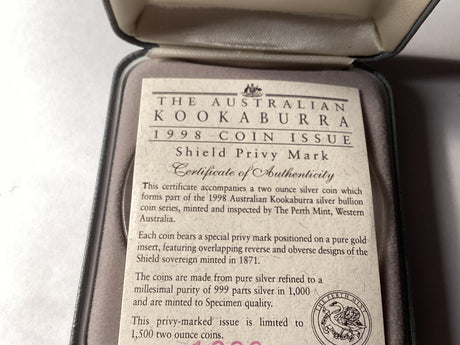 THE AUSTRALIAN
KOOKABURRA
1998 COIN ISSUE
Shield Privy Mark
Certificate of Authenticity
This certificate accompanies a two ounce silver coin which
forms part of the 1998 Australian Kookaburra silver bullion
coin series, minted and inspected by The Perth Mint, Western
Australia.
Each coin bears a special privy mark positioned on a pure gold
insert, featuring overlapping reverse and obverse designs of the
Shield sovereign minted in 1871.
The coins are made from pure silver refined to a
millesimal purity of 999 parts silver in 1,000
and are minted to Specimen quality.
This privy-marked issue is limited to
1,500 two ounce coins.
THE PERTH MINT